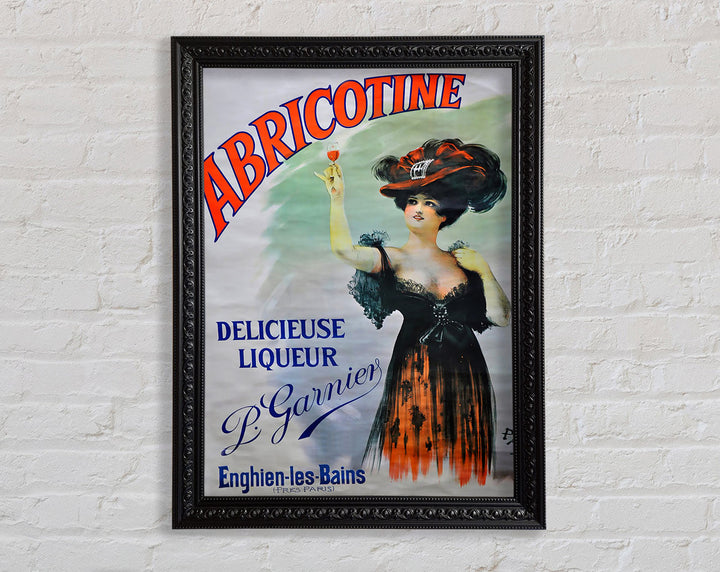 ABRICOTINE
DELICIEUSE
LIQUEUR
P. Garnier
Enghien-les-Bains
(PRES PARIS)